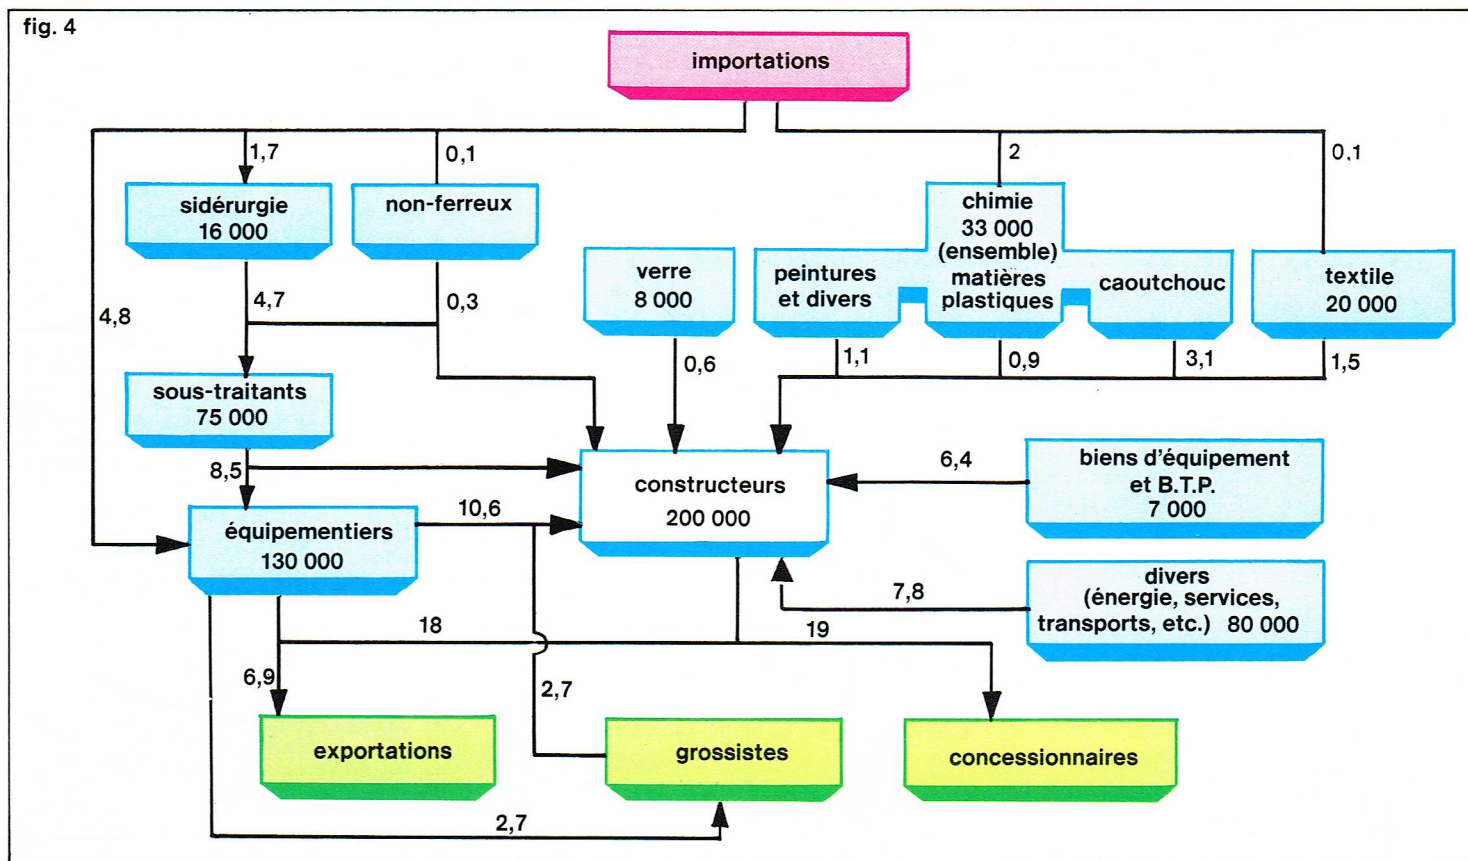 fig. 4
importations
1,7
0,1
2
0,1
sidérurgie
16 000
non-ferreux
chimie
33 000
(ensemble)
verre
8 000
peintures
et divers
matières
plastiques
caoutchouc
textile
20 000
4,8
4,7
0,3
0,6
1,1
0,9
3,1
1,5
sous-traitants
75 000
8,5
constructeurs
200 000
6,4
biens d'équipement
et B.T.P.
7 000
équipementiers
130 000
10,6
7,8
divers
(énergie, services,
transports, etc.) 80 000
18
19
6,9
2,7
exportations
grossistes
concessionnaires
2,7